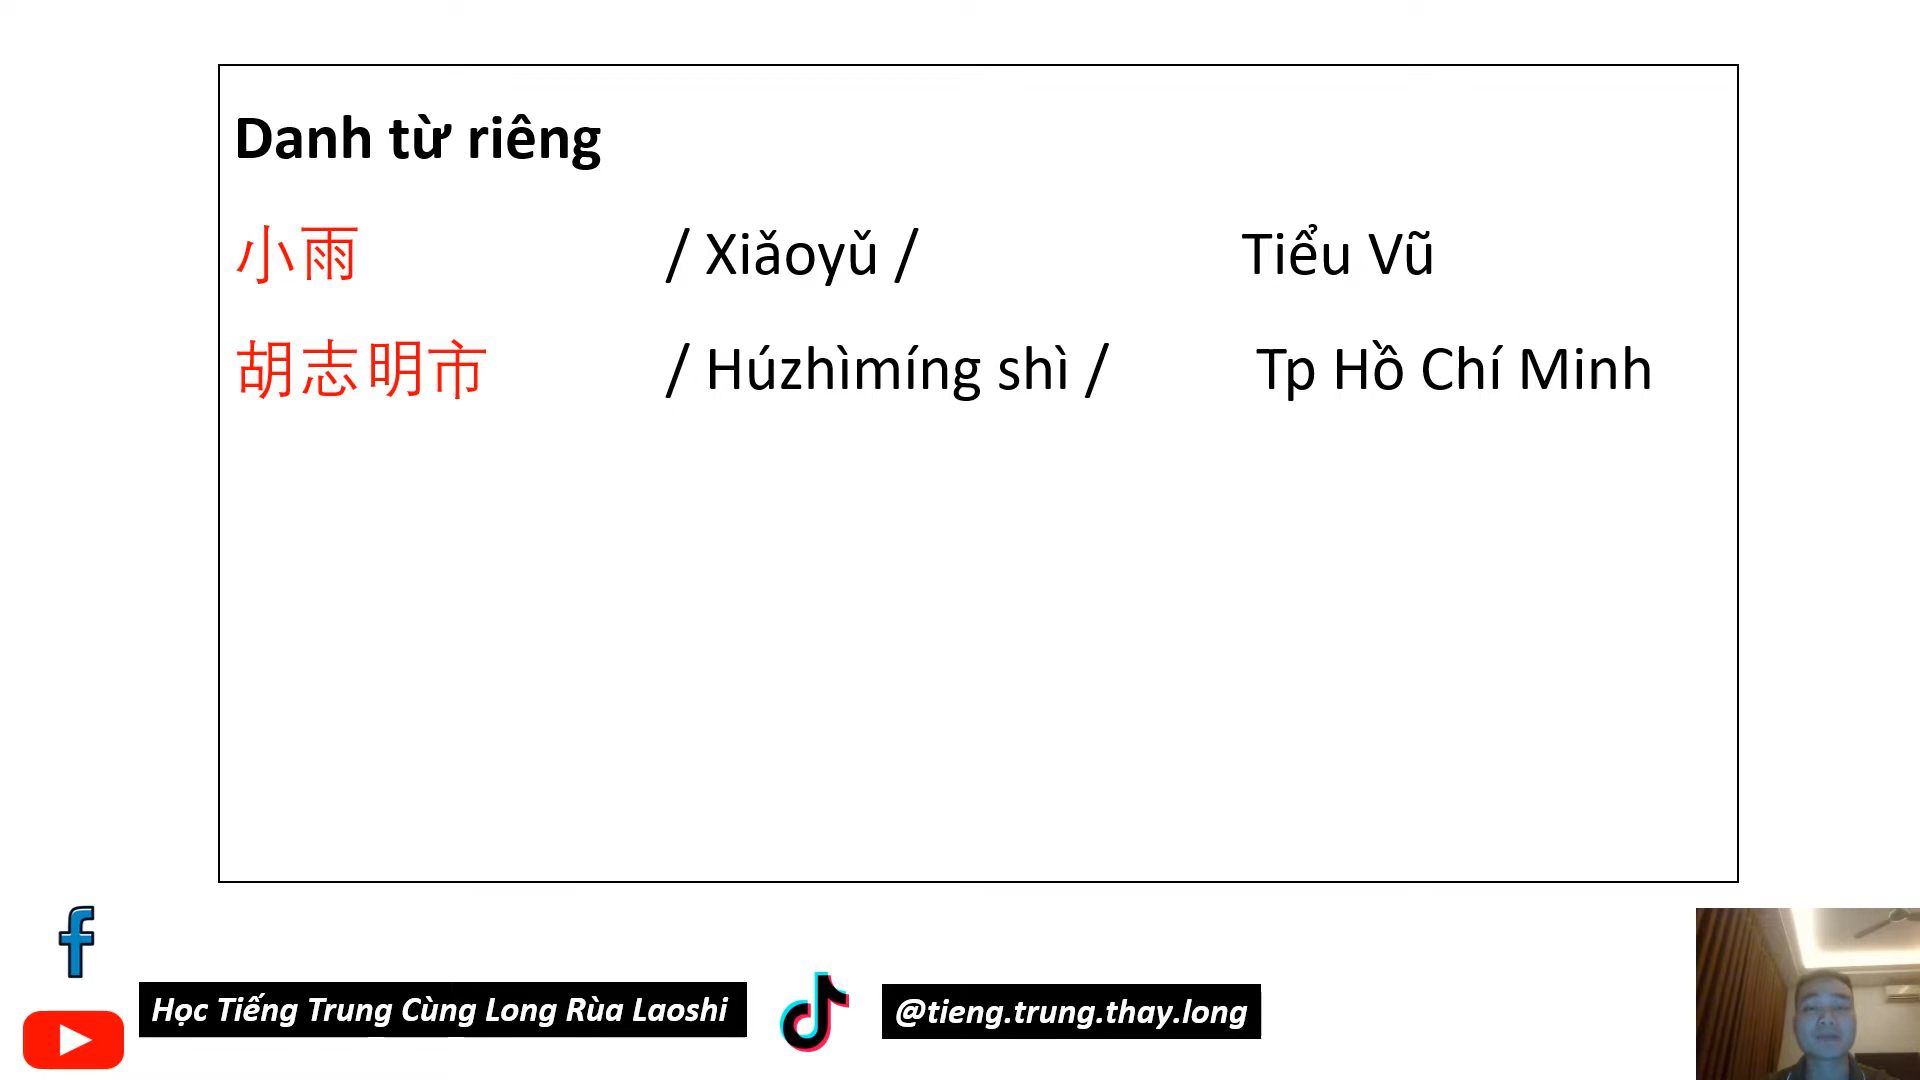 Danh từ riêng
小雨 / Xiǎoyǔ / Tiểu Vũ
胡志明市 / Húzhìmíng shì / Tp Hồ Chí Minh
Học Tiếng Trung Cùng Long Rùa Laoshi
@tieng.trung.thay.long